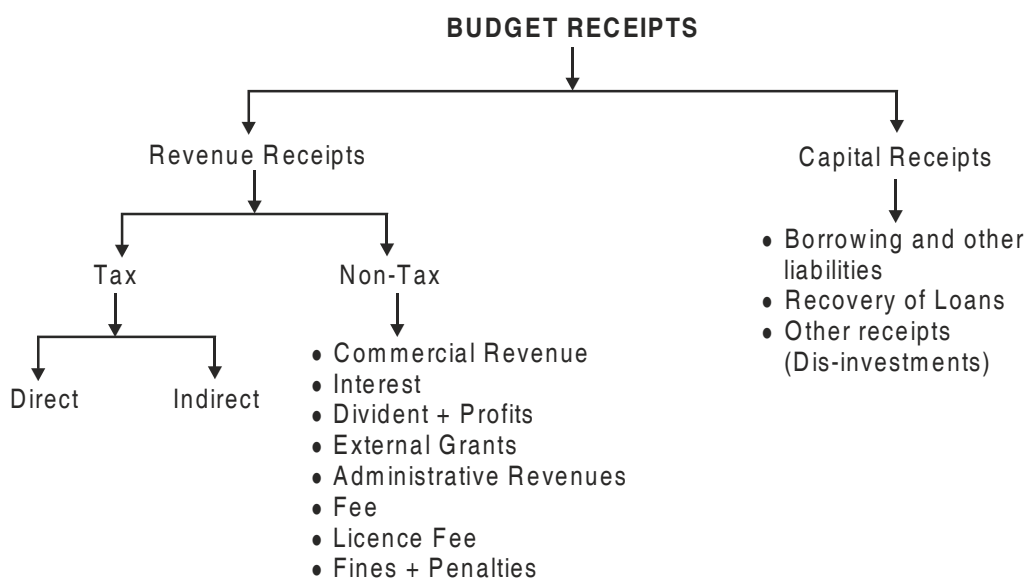 BUDGET RECEIPTS
Revenue Receipts
Capital Receipts
Tax
Non-Tax
Direct
Indirect
• Commercial Revenue
• Interest
• Divident + Profits
• External Grants
• Administrative Revenues
• Fee
• Licence Fee
• Fines + Penalties
• Borrowing and other
liabilities
• Recovery of Loans
• Other receipts
(Dis-investments)